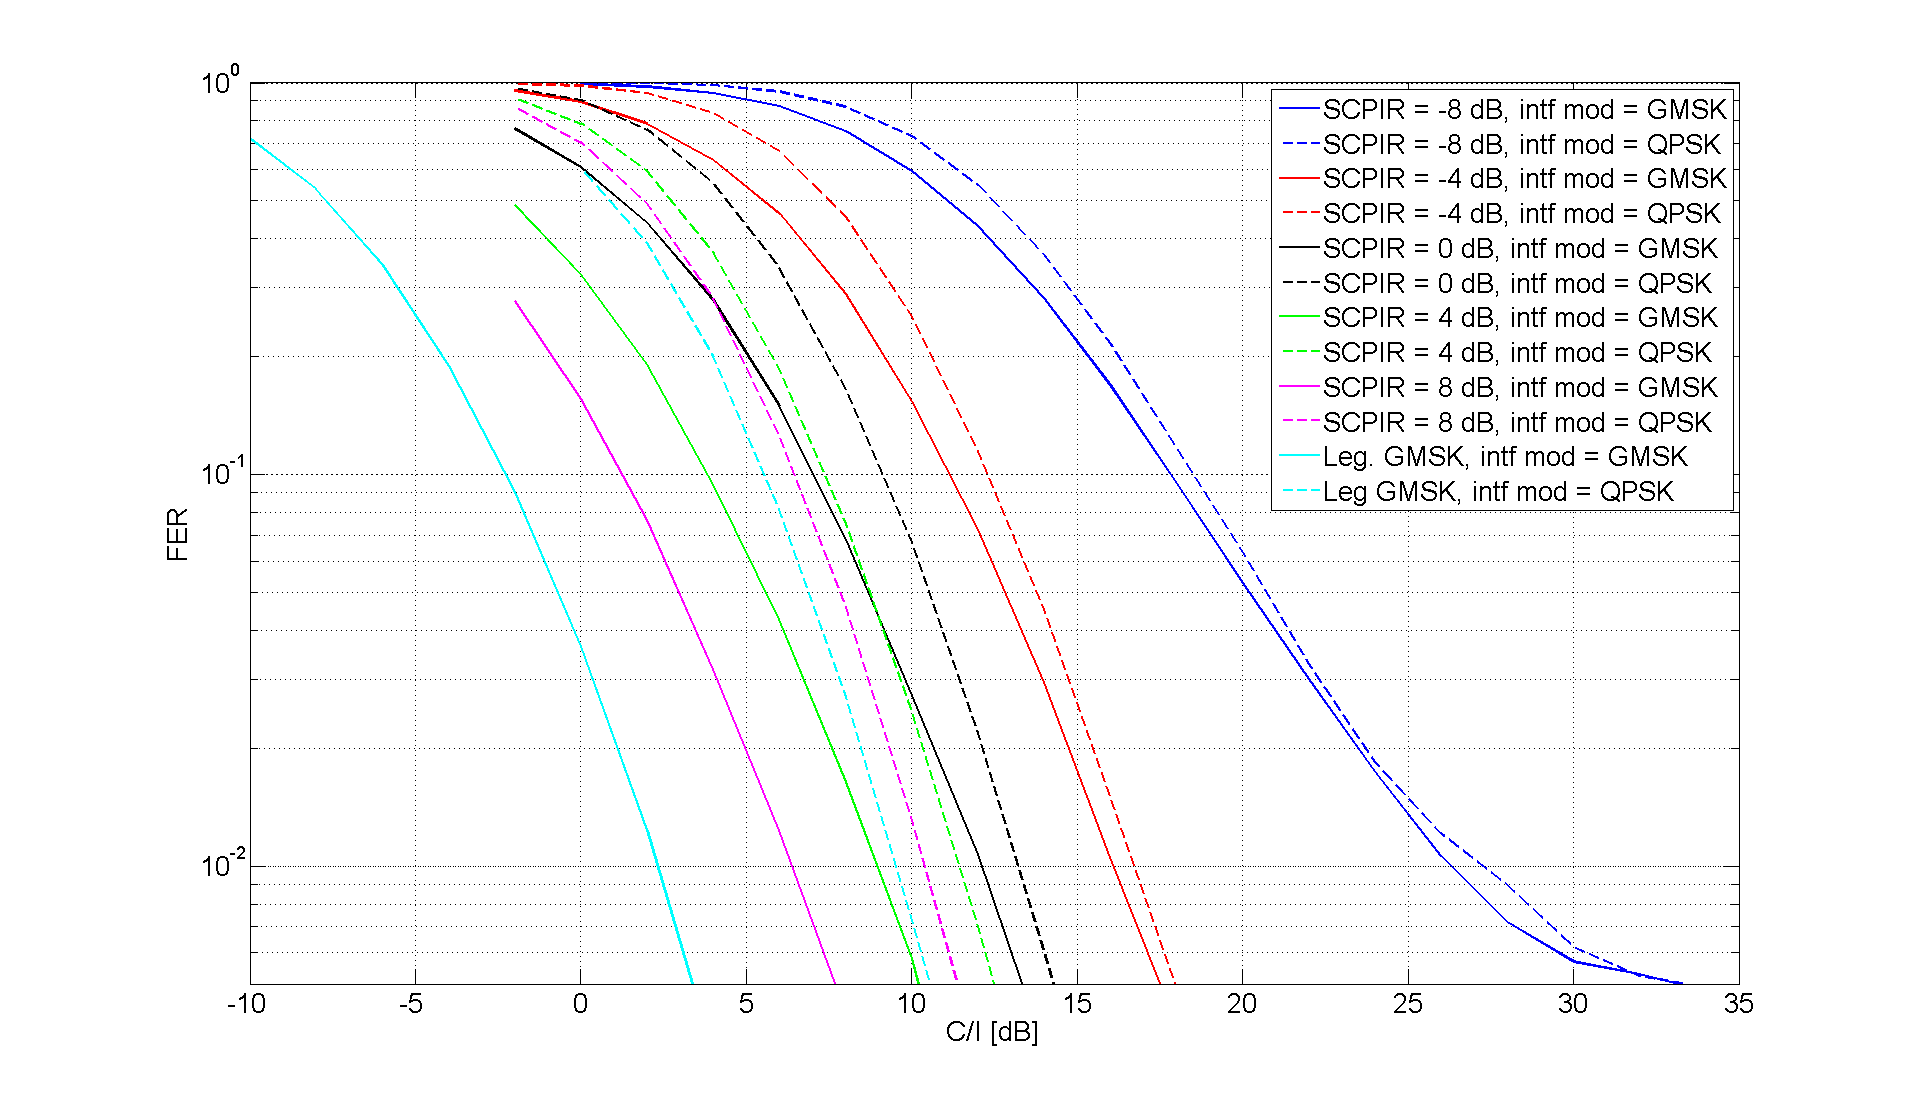 10^0
10^-1
10^-2
FER
-10 -5 0 5 10 15 20 25 30 35
C/I [dB]
SCPIR = -8 dB, intf mod = GMSK
SCPIR = -8 dB, intf mod = QPSK
SCPIR = -4 dB, intf mod = GMSK
SCPIR = -4 dB, intf mod = QPSK
SCPIR = 0 dB, intf mod = GMSK
SCPIR = 0 dB, intf mod = QPSK
SCPIR = 4 dB, intf mod = GMSK
SCPIR = 4 dB, intf mod = QPSK
SCPIR = 8 dB, intf mod = GMSK
SCPIR = 8 dB, intf mod = QPSK
Leg. GMSK, intf mod = GMSK
Leg GMSK, intf mod = QPSK